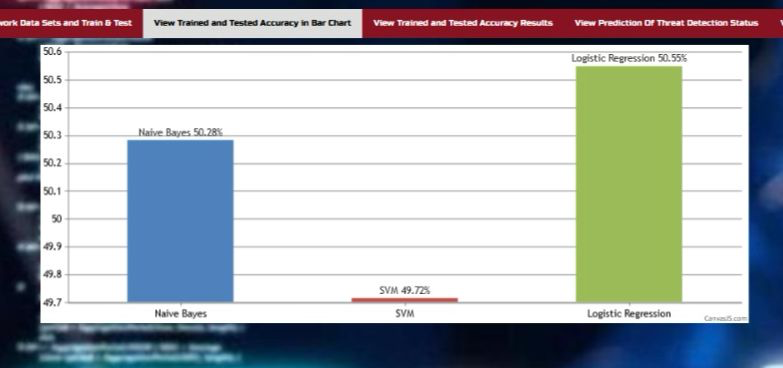 work Data Sets and Train & Test
View Trained and Tested Accuracy in Bar Chart
View Trained and Tested Accuracy Results
View Prediction Of Threat Detection Status
50.6
50.5
50.4
50.3
50.2
50.1
50
49.9
49.8
49.7
Naive Bayes 50.28%
SVM 49.72%
Logistic Regression 50.55%
Naive Bayes
SVM
Logistic Regression
CanvasJS.com